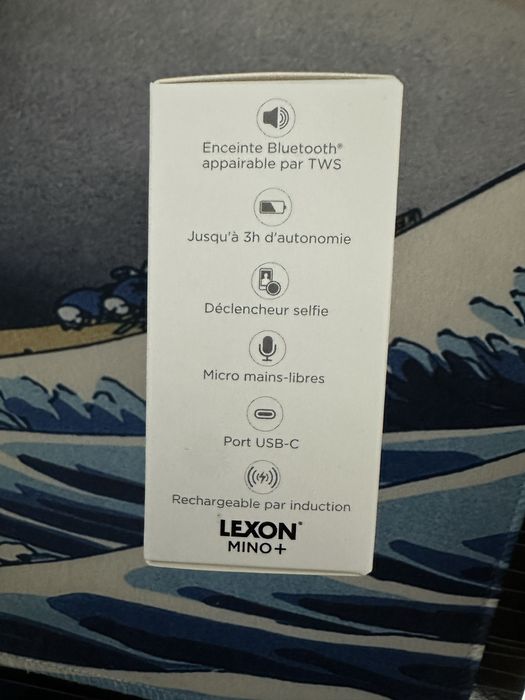 Enceinte Bluetooth®
appairable par TWS
Jusqu'à 3h d'autonomie
Déclencheur selfie
Micro mains-libres
Port USB-C
Rechargeable par induction
LEXON®
MINO+